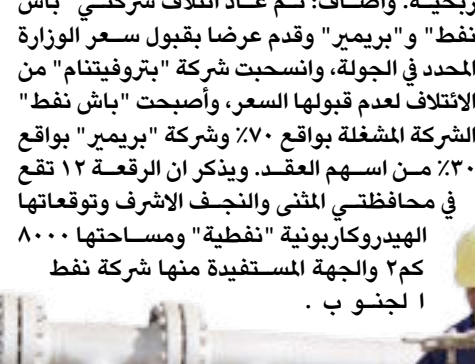 ربحية. وأضاف: ثم عاد ائتلاف شركتي "باش
نفط" و"بريمير" وقدم عرضا بقبول سعر الوزارة
المحدد في الجولة، وانسحبت شركة "بتروفيتنام" من
الائتلاف لعدم قبولها السعر، وأصبحت "باش نفط"
الشركة المشغلة بواقع ٧٠٪ وشركة "بريمير" بواقع
٣٠٪ من اسهم العقد. ويذكر ان الرقعة ١٢ تقع
في محافظتي المثنى والنجف الاشرف وتوقعاتها
الهيدروكاربونية "نفطية" ومساحتها ٨٠٠٠
كم٢ والجهة المستفيدة منها شركة نفط
ا لجنو ب .